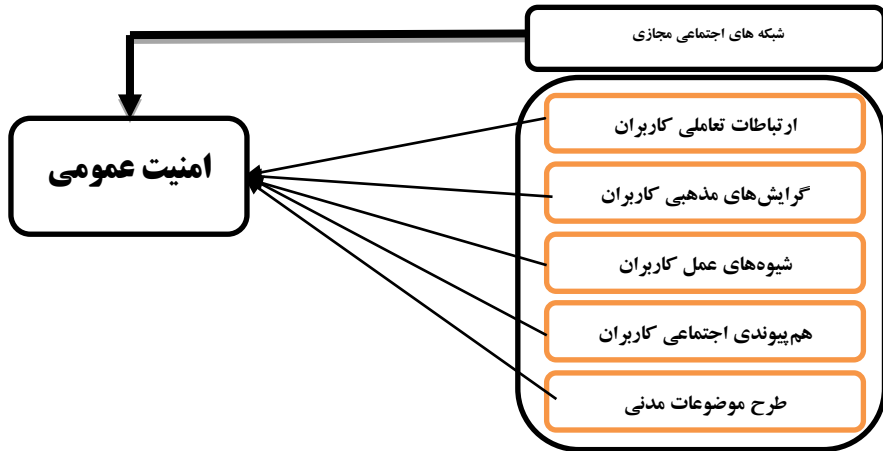 شبکه های اجتماعی مجازی
ارتباطات تعاملی کاربران
امنیت عمومی
گرایش‌های مذهبی کاربران
شیوه‌های عمل کاربران
هم‌پیوندی اجتماعی کاربران
طرح موضوعات مدنی